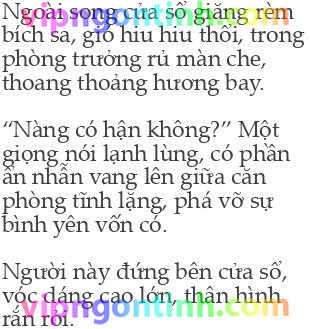 Ngoài song cửa sổ giăng rèm
bích sa, gió hiu hiu thổi, trong
phòng trướng rủ màn che,
thoang thoảng hương bay.
“Nàng có hận không?” Một
giọng nói lạnh lùng, có phần
ẩn nhẫn vang lên giữa căn
phòng tĩnh lặng, phá vỡ sự
bình yên vốn có.
Người này đứng bên cửa sổ,
vóc dáng cao lớn, thân hình
rắn rỏi.
vipngontinh.com
vipngontinh.com